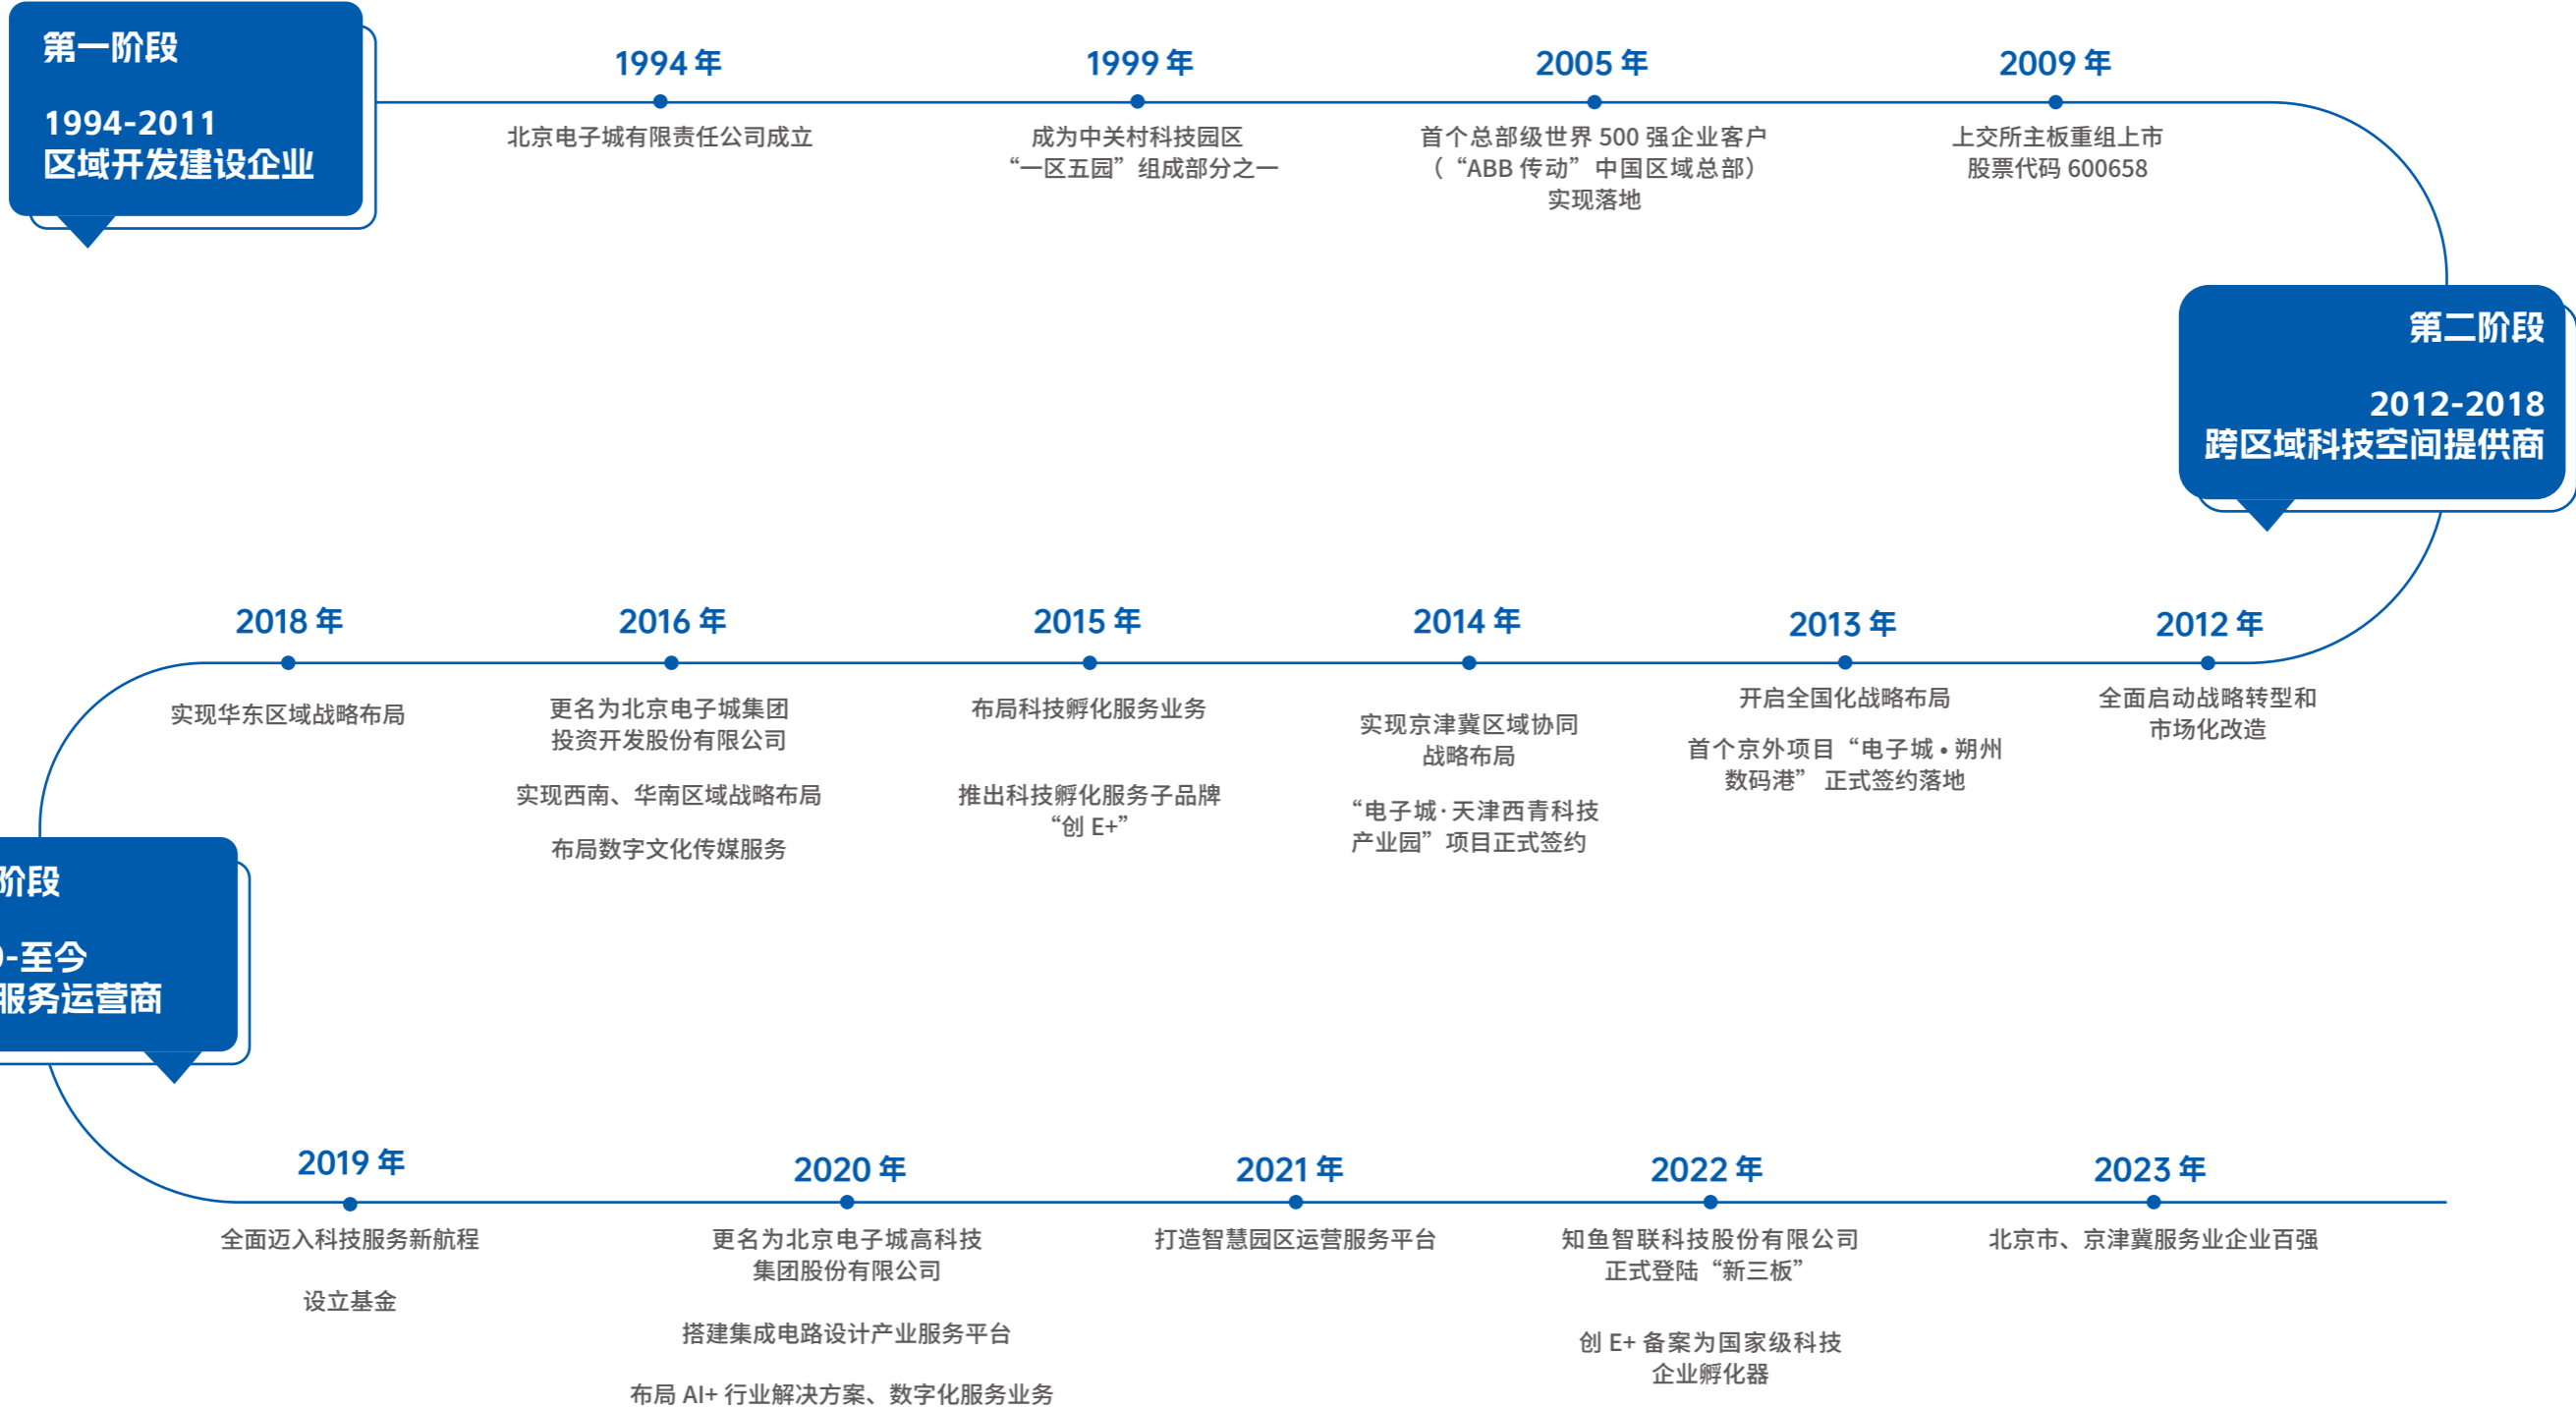 第一阶段
1994-2011
区域开发建设企业
1994 年
北京电子城有限责任公司成立
1999 年
成为中关村科技园区
“一区五园”组成部分之一
2005 年
首个总部级世界 500 强企业客户
（“ABB 传动”中国区域总部）
实现落地
2009 年
上交所主板重组上市
股票代码 600658
第二阶段
2012-2018
跨区域科技空间提供商
2012 年
全面启动战略转型和
市场化改造
2013 年
开启全国化战略布局
首个京外项目“电子城•朔州
数码港” 正式签约落地
2014 年
实现京津冀区域协同
战略布局
“电子城·天津西青科技
产业园”项目正式签约
2015 年
布局科技孵化服务业务
推出科技孵化服务子品牌
“创 E+”
2016 年
更名为北京电子城集团
投资开发股份有限公司
实现西南、华南区域战略布局
布局数字文化传媒服务
2018 年
实现华东区域战略布局
阶段
-至今
服务运营商
2019 年
全面迈入科技服务新航程
设立基金
2020 年
更名为北京电子城高科技
集团股份有限公司
搭建集成电路设计产业服务平台
布局 AI+ 行业解决方案、数字化服务业务
2021 年
打造智慧园区运营服务平台
2022 年
知鱼智联科技股份有限公司
正式登陆“新三板”
创 E+ 备案为国家级科技
企业孵化器
2023 年
北京市、京津冀服务业企业百强